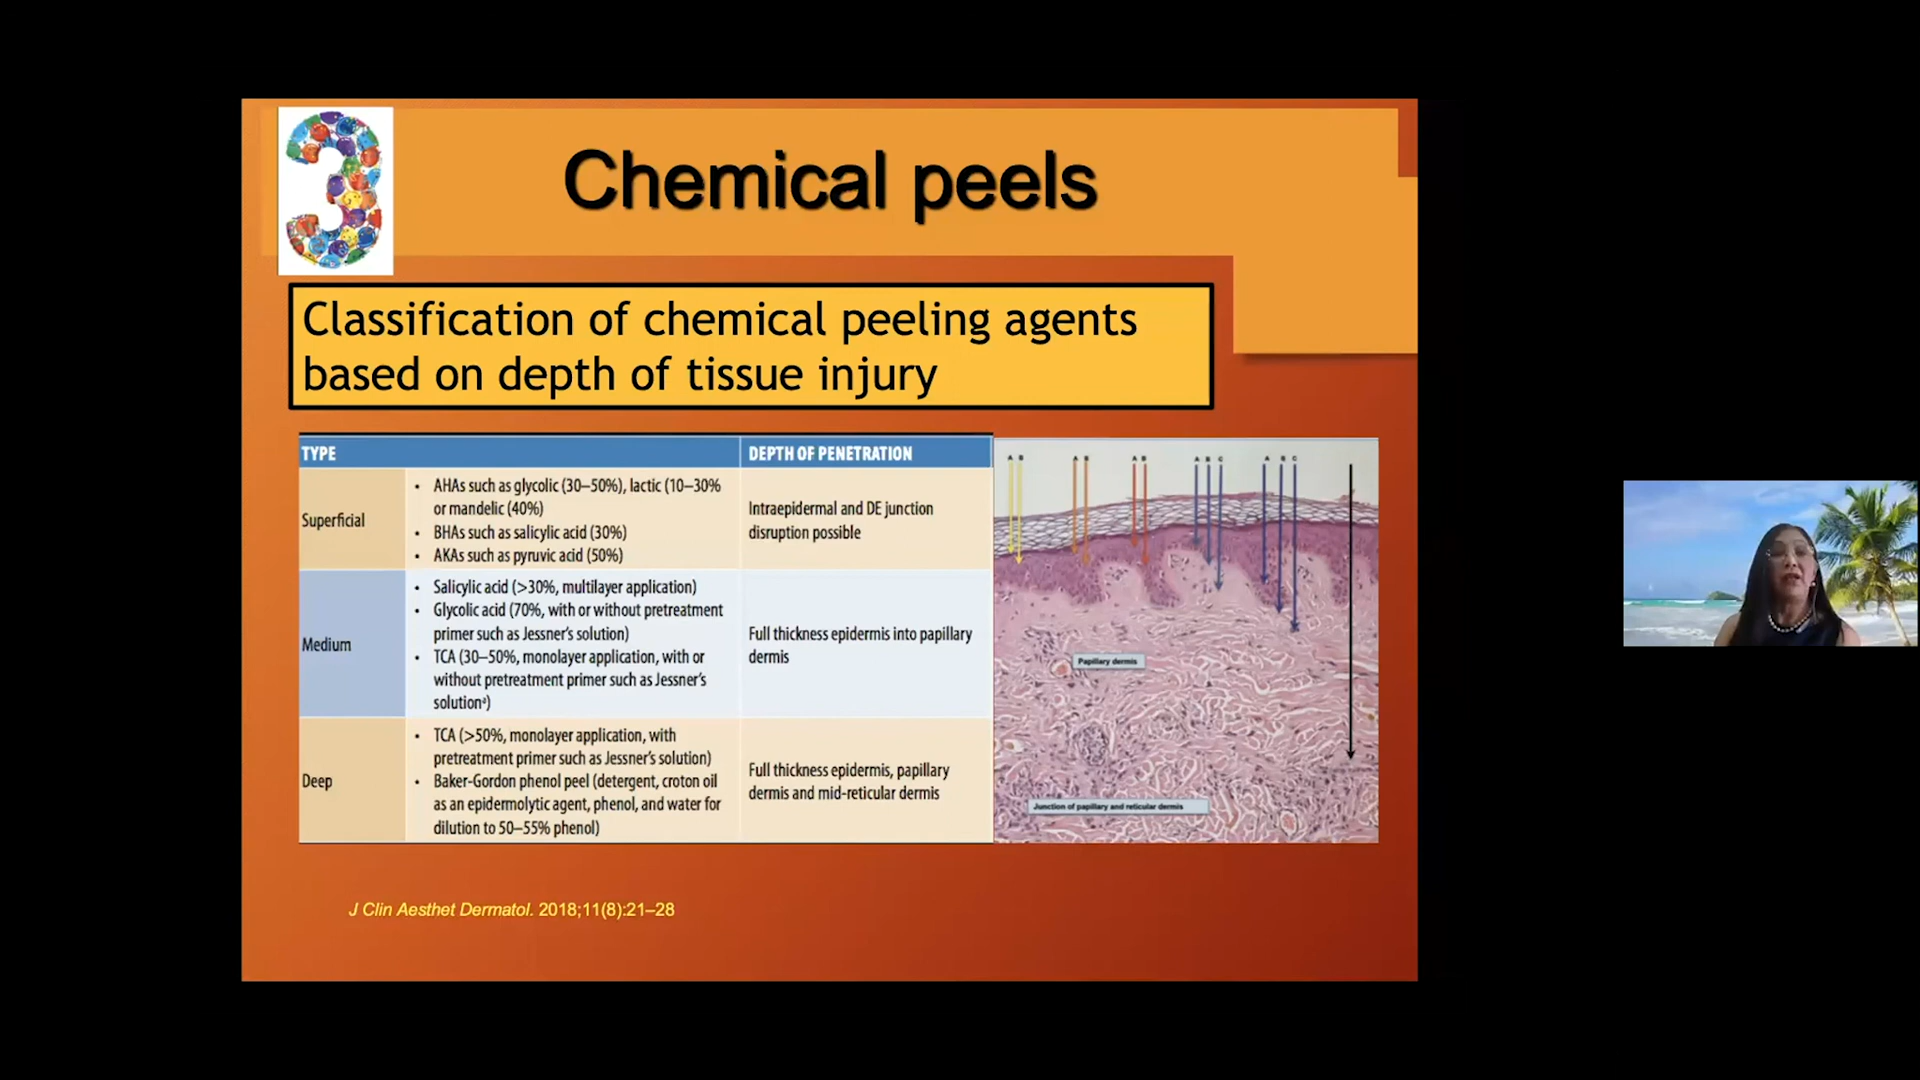 3
Chemical peels
Classification of chemical peeling agents
based on depth of tissue injury
TYPE
DEPTH OF PENETRATION
Superficial
• AHAs such as glycolic (30–50%), lactic (10–30%
or mandelic (40%)
• BHAs such as salicylic acid (30%)
• AKAs such as pyruvic acid (50%)
Intraepidermal and DE junction
disruption possible
Medium
• Salicylic acid (>30%, multilayer application)
• Glycolic acid (70%, with or without pretreatment
primer such as Jessner's solution)
• TCA (30–50%, monolayer application, with or
without pretreatment primer such as Jessner's
solutionª)
Full thickness epidermis into papillary
dermis
Deep
• TCA (>50%, monolayer application, with
pretreatment primer such as Jessner's solution)
• Baker-Gordon phenol peel (detergent, croton oil
as an epidermolytic agent, phenol, and water for
dilution to 50–55% phenol)
Full thickness epidermis, papillary
dermis and mid-reticular dermis
A B A B A B A B C A B C
Papillary dermis
Junction of papillary and reticular dermis
J Clin Aesthet Dermatol. 2018;11(8):21–28